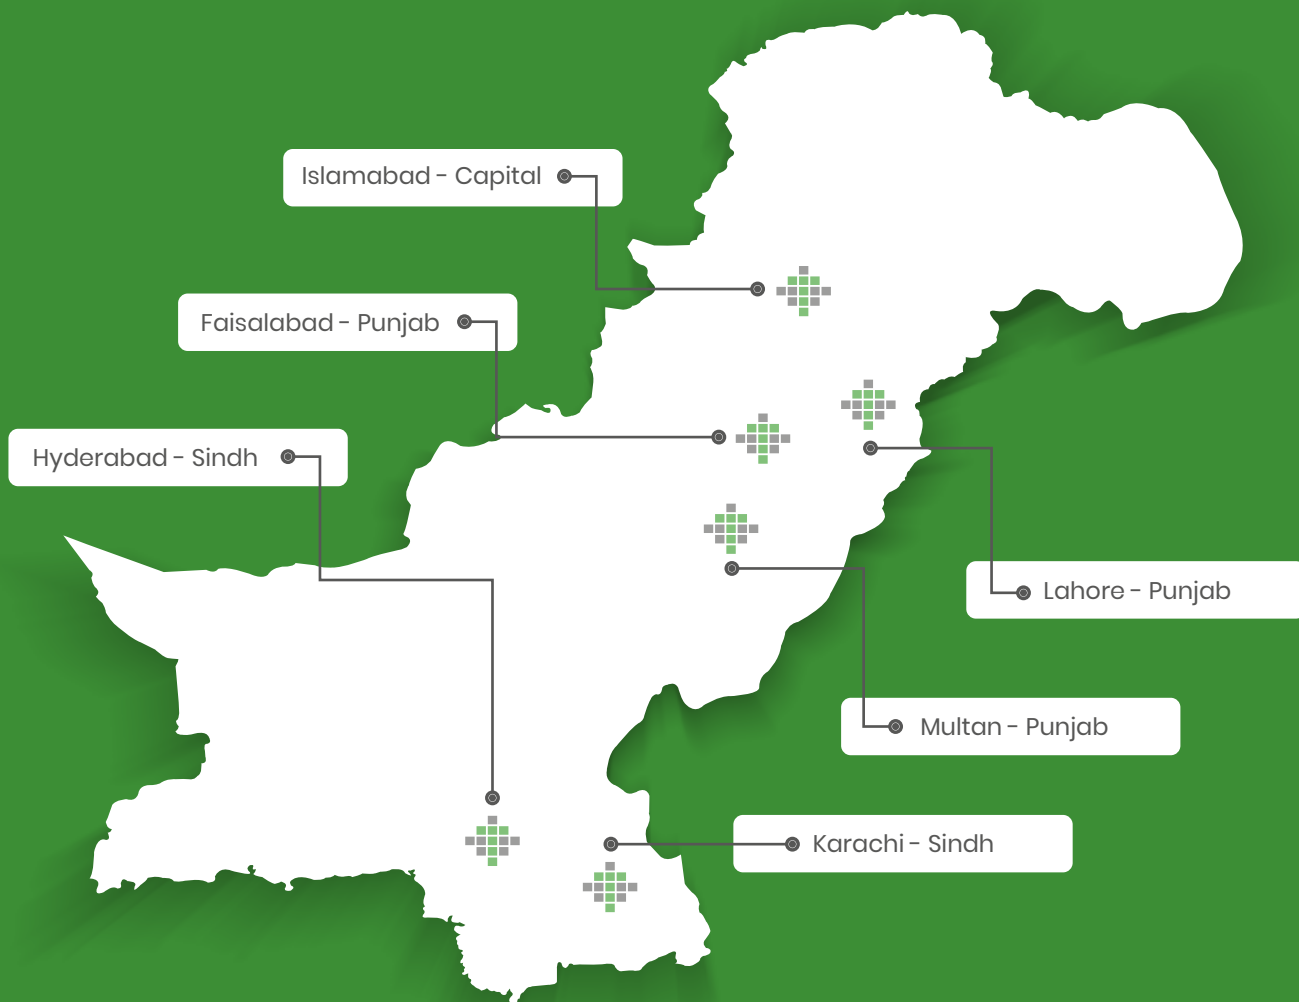 Islamabad - Capital
Faisalabad - Punjab
Hyderabad - Sindh
Lahore - Punjab
Multan - Punjab
Karachi - Sindh